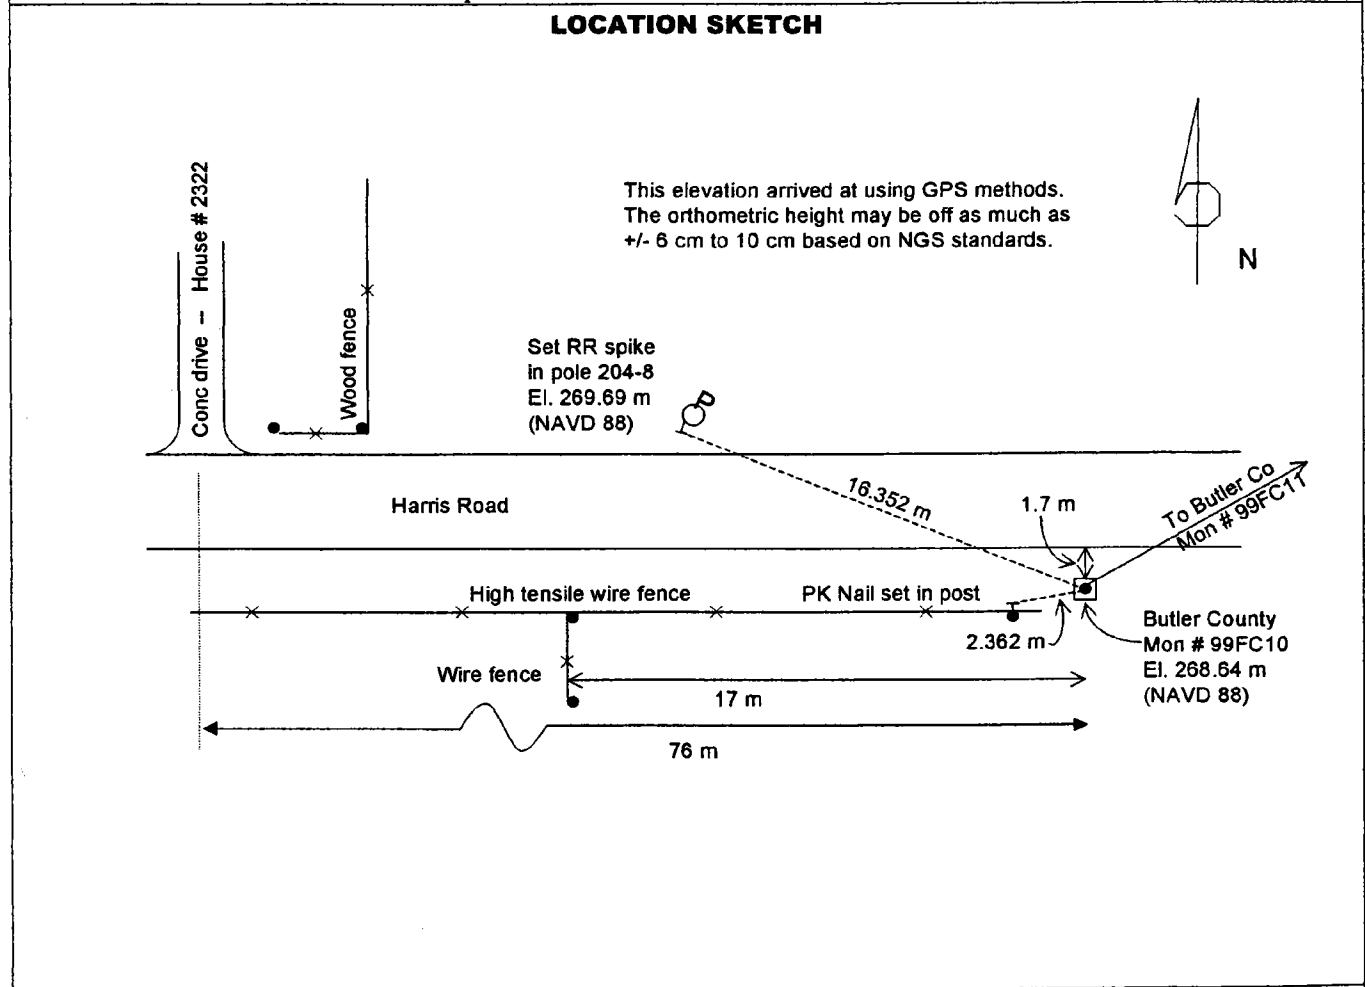 LOCATION SKETCH
This elevation arrived at using GPS methods.
The orthometric height may be off as much as
+/- 6 cm to 10 cm based on NGS standards.
N
Conc drive -- House # 2322
Wood fence
Set RR spike
in pole 204-8
El. 269.69 m
(NAVD 88)
P
16.352 m
1.7 m
To Butler Co
Mon # 99FC11
Harris Road
High tensile wire fence
PK Nail set in post
2.362 m
Butler County
Mon # 99FC10
El. 268.64 m
(NAVD 88)
Wire fence
17 m
76 m